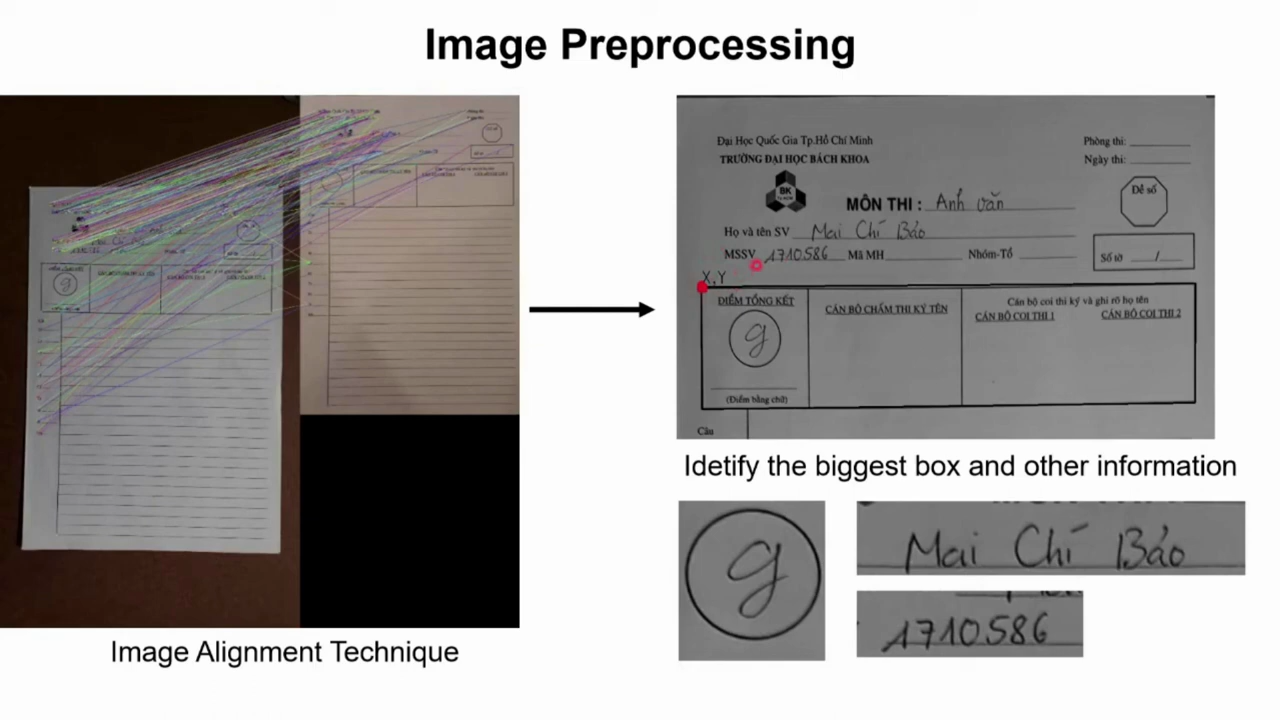 Image Preprocessing
Đại Học Quốc Gia Tp.Hồ Chí Minh
TRƯỜNG ĐẠI HỌC BÁCH KHOA
Phòng thi:
Ngày thi:
BK
MÔN THI : Anh văn
Đề số
Họ và tên SV Mai Chí Bảo
MSSV 1710586 Mã MH Nhóm-Tổ
Số tờ /
X,Y
ĐIỂM TỔNG KẾT
CÁN BỘ CHẤM THI KÝ TÊN
Cán bộ coi thi ký và ghi rõ họ tên
CÁN BỘ COI THI 1 CÁN BỘ COI THI 2
g
(Điểm bằng chữ)
Câu
Idetify the biggest box and other information
g
Mai Chí Bảo
1710586
Image Alignment Technique